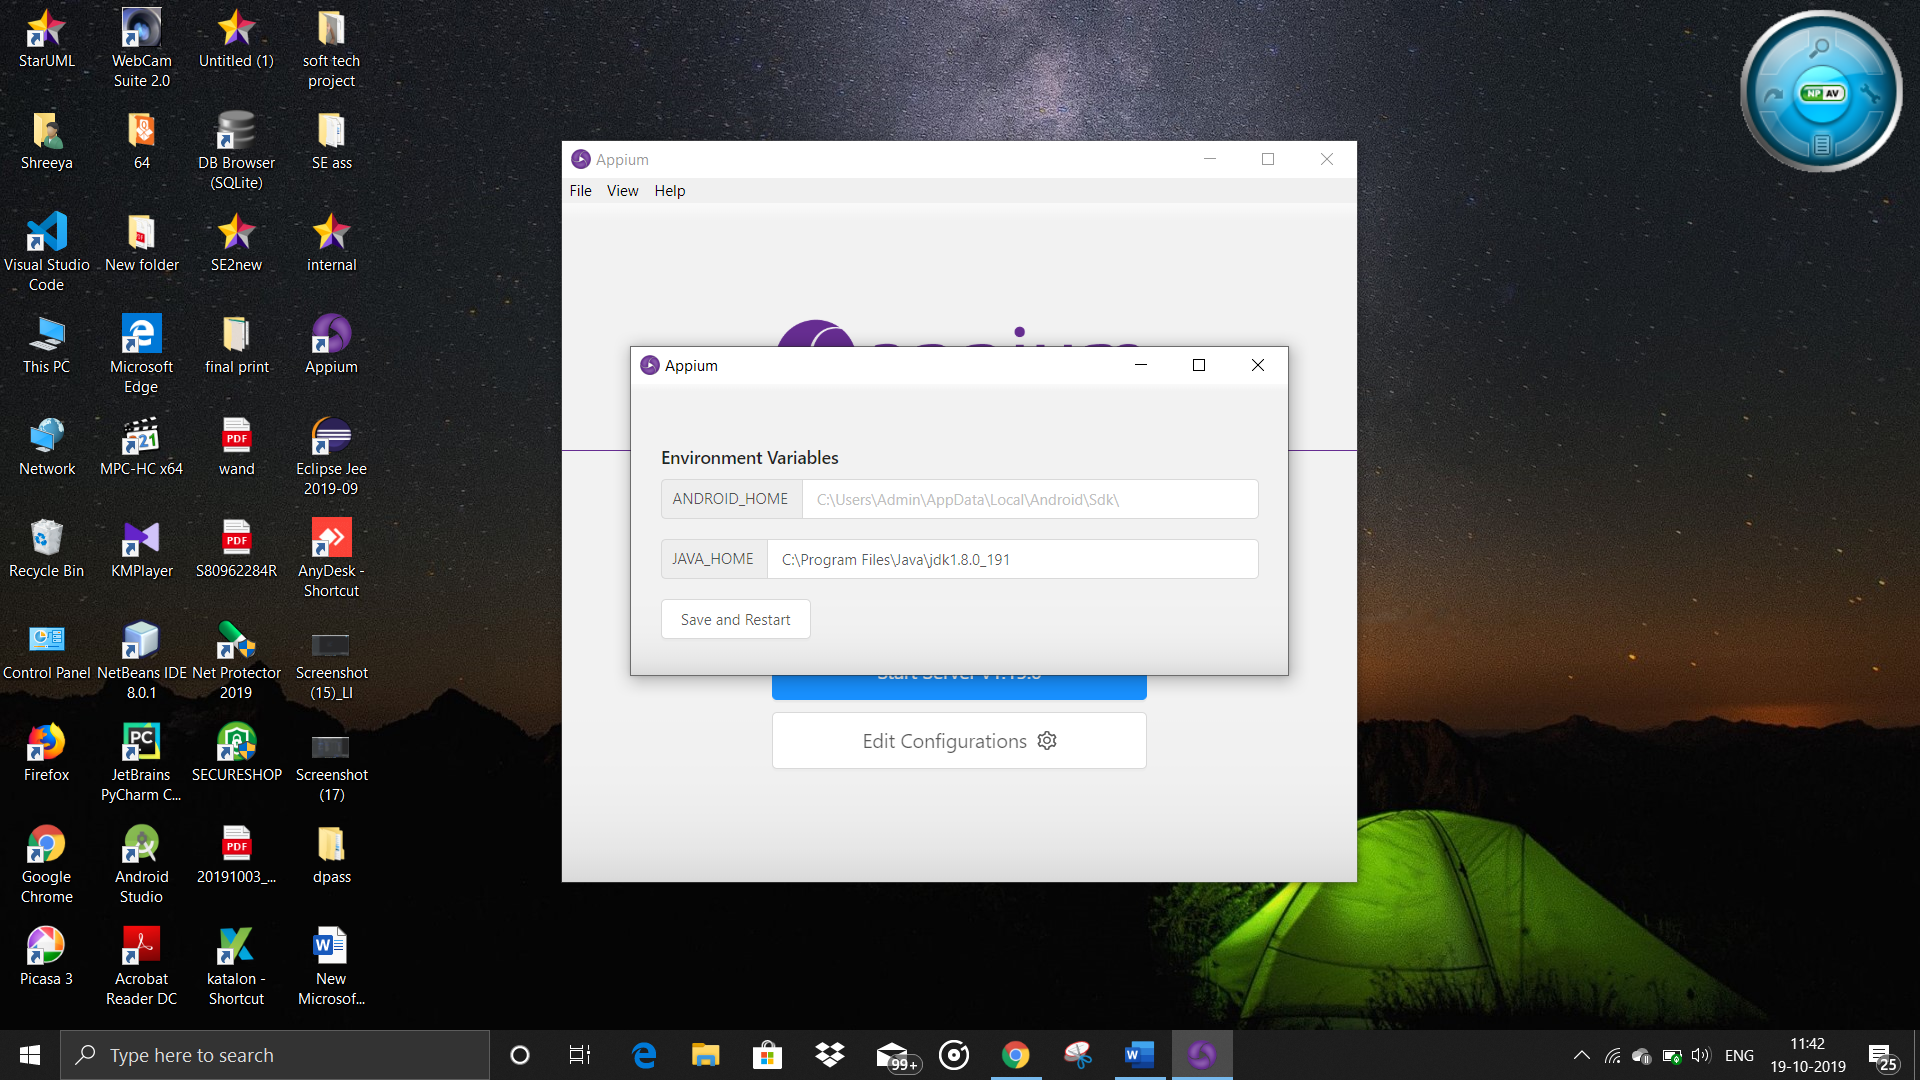 StarUML
WebCam
Suite 2.0
Untitled (1)
soft tech
project
Shreeya
64
DB Browser
(SQLite)
SE ass
Visual Studio
Code
New folder
SE2new
internal
This PC
Microsoft
Edge
final print
Appium
Network
MPC-HC x64
wand
Eclipse Jee
2019-09
Recycle Bin
KMPlayer
S80962284R
AnyDesk -
Shortcut
Control Panel
NetBeans IDE
8.0.1
Net Protector
2019
Screenshot
(15)_LI
Firefox
JetBrains
PyCharm C...
SECURESHOP
Screenshot
(17)
Google
Chrome
Android
Studio
20191003_...
dpass
Picasa 3
Acrobat
Reader DC
katalon -
Shortcut
New
Microsof...
PDF
PDF
PDF
321
PC
W
NP AV
Appium
File View Help
Appium
Environment Variables
ANDROID_HOME C:\Users\Admin\AppData\Local\Android\Sdk\
JAVA_HOME C:\Program Files\Java\jdk1.8.0_191
Save and Restart
Edit Configurations
Type here to search
99+
W
ENG
11:42
19-10-2019
25